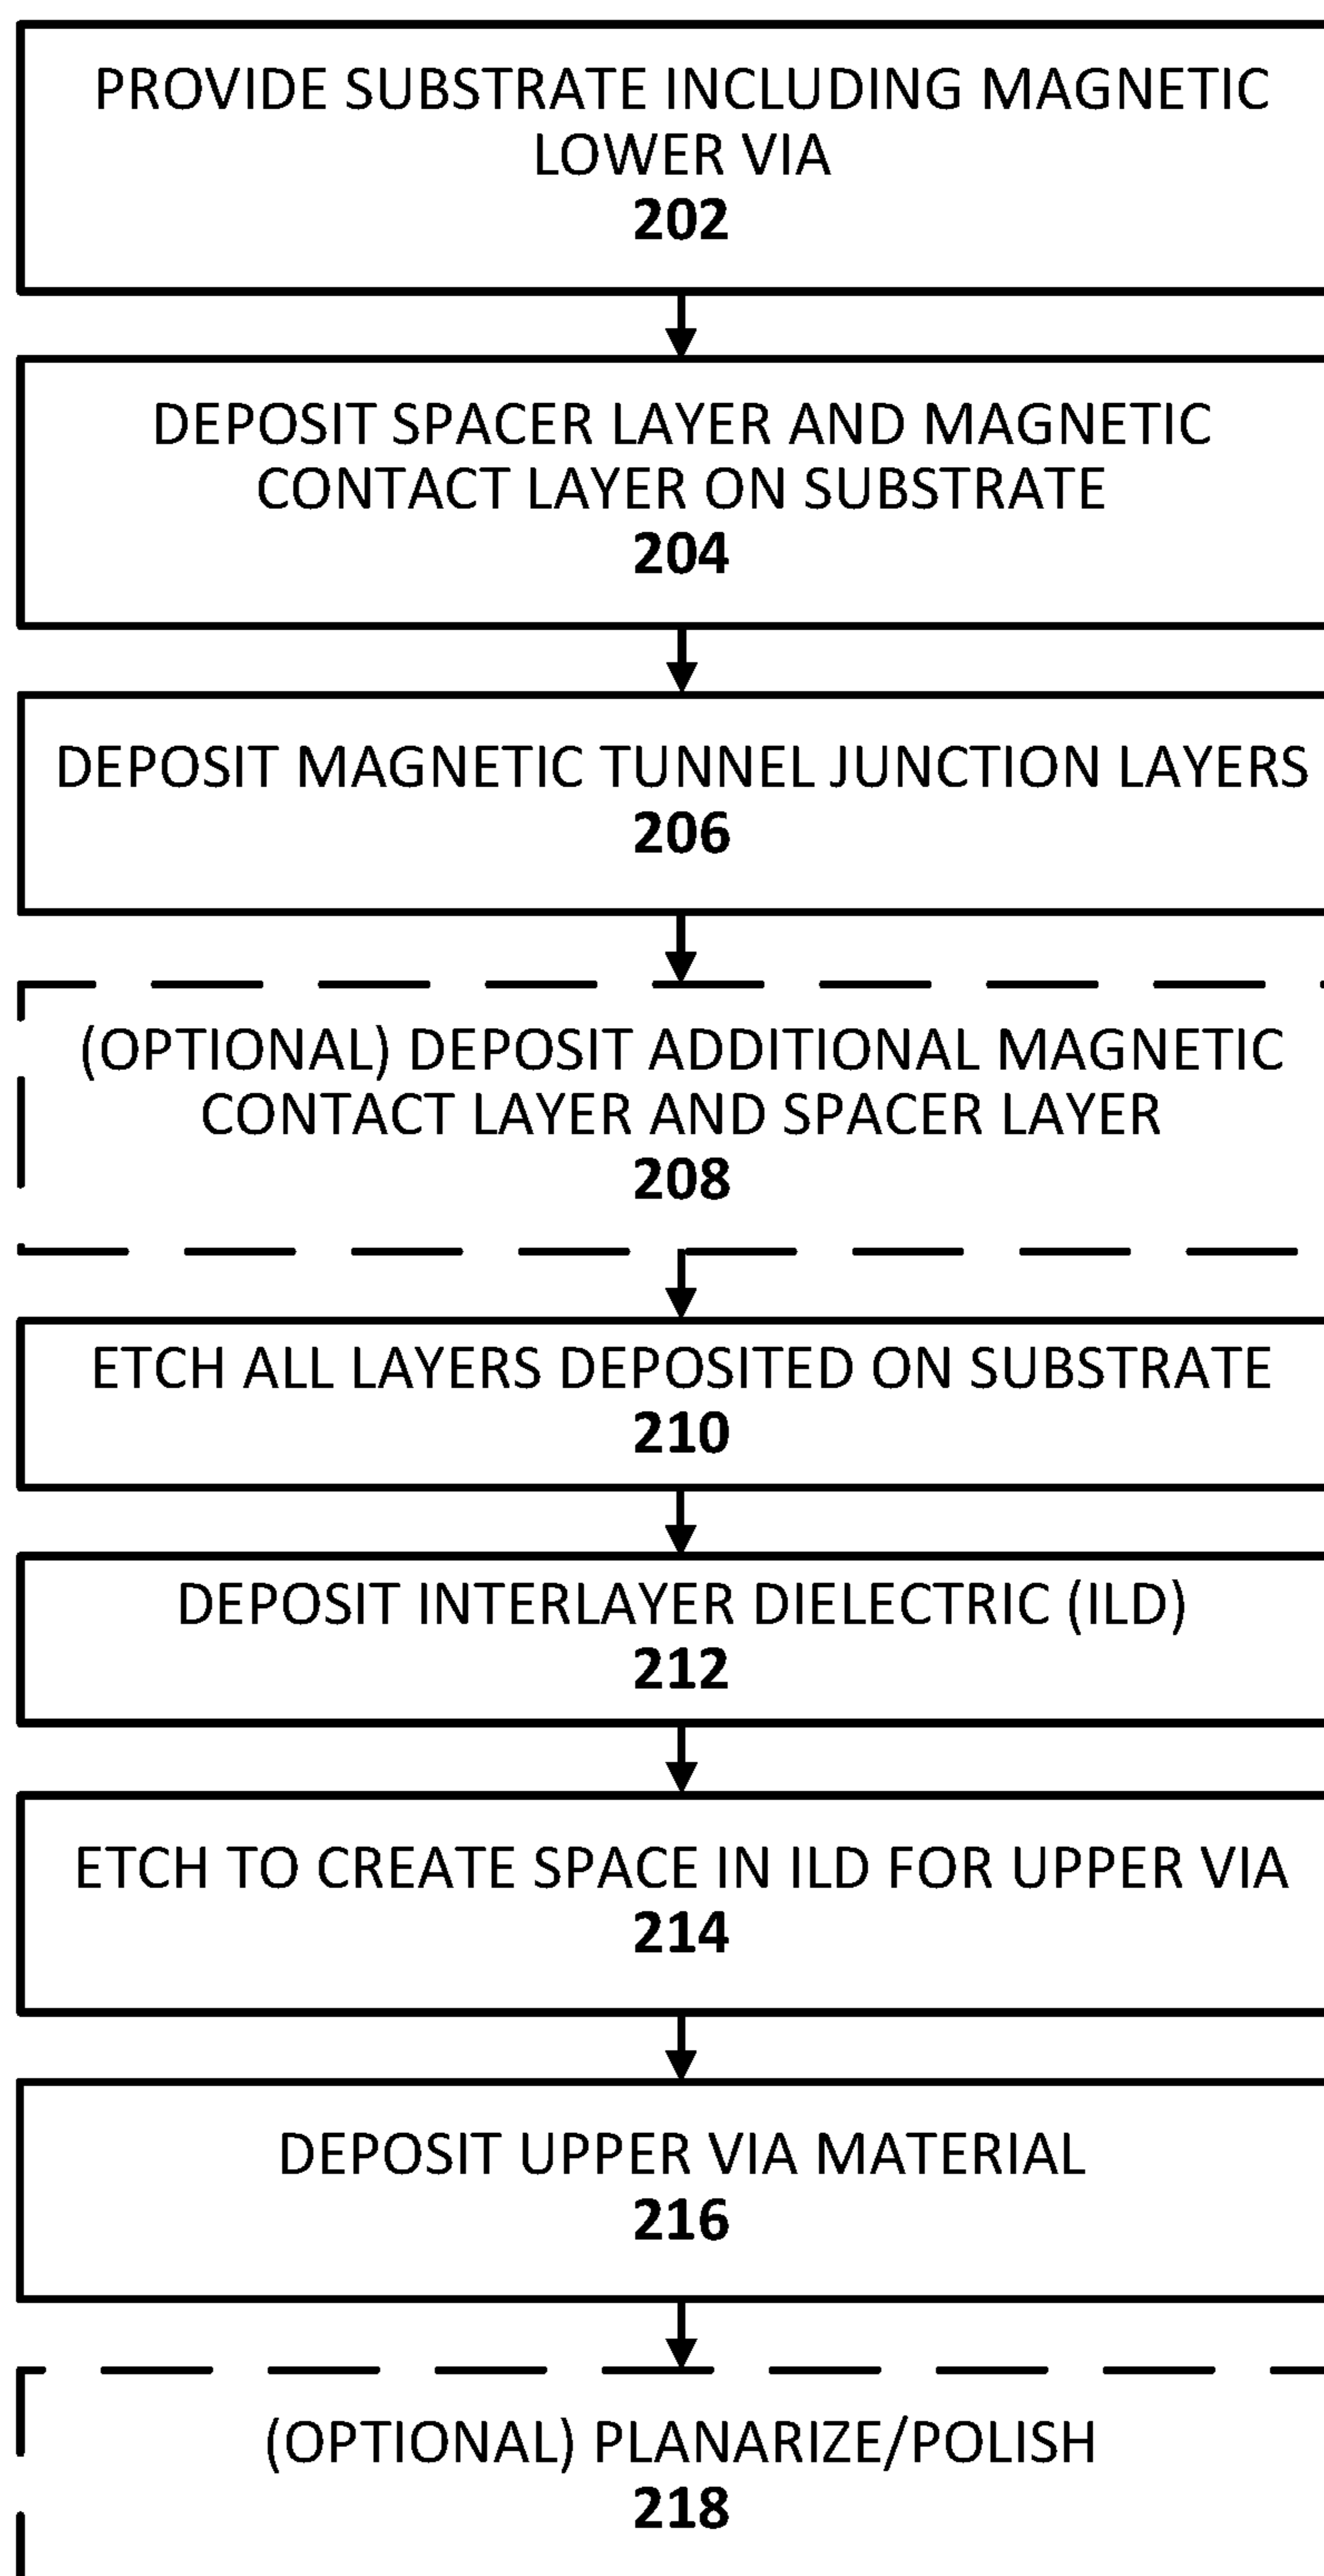 PROVIDE SUBSTRATE INCLUDING MAGNETIC
LOWER VIA
202
DEPOSIT SPACER LAYER AND MAGNETIC
CONTACT LAYER ON SUBSTRATE
204
DEPOSIT MAGNETIC TUNNEL JUNCTION LAYERS
206
(OPTIONAL) DEPOSIT ADDITIONAL MAGNETIC
CONTACT LAYER AND SPACER LAYER
208
ETCH ALL LAYERS DEPOSITED ON SUBSTRATE
210
DEPOSIT INTERLAYER DIELECTRIC (ILD)
212
ETCH TO CREATE SPACE IN ILD FOR UPPER VIA
214
DEPOSIT UPPER VIA MATERIAL
216
(OPTIONAL) PLANARIZE/POLISH
218